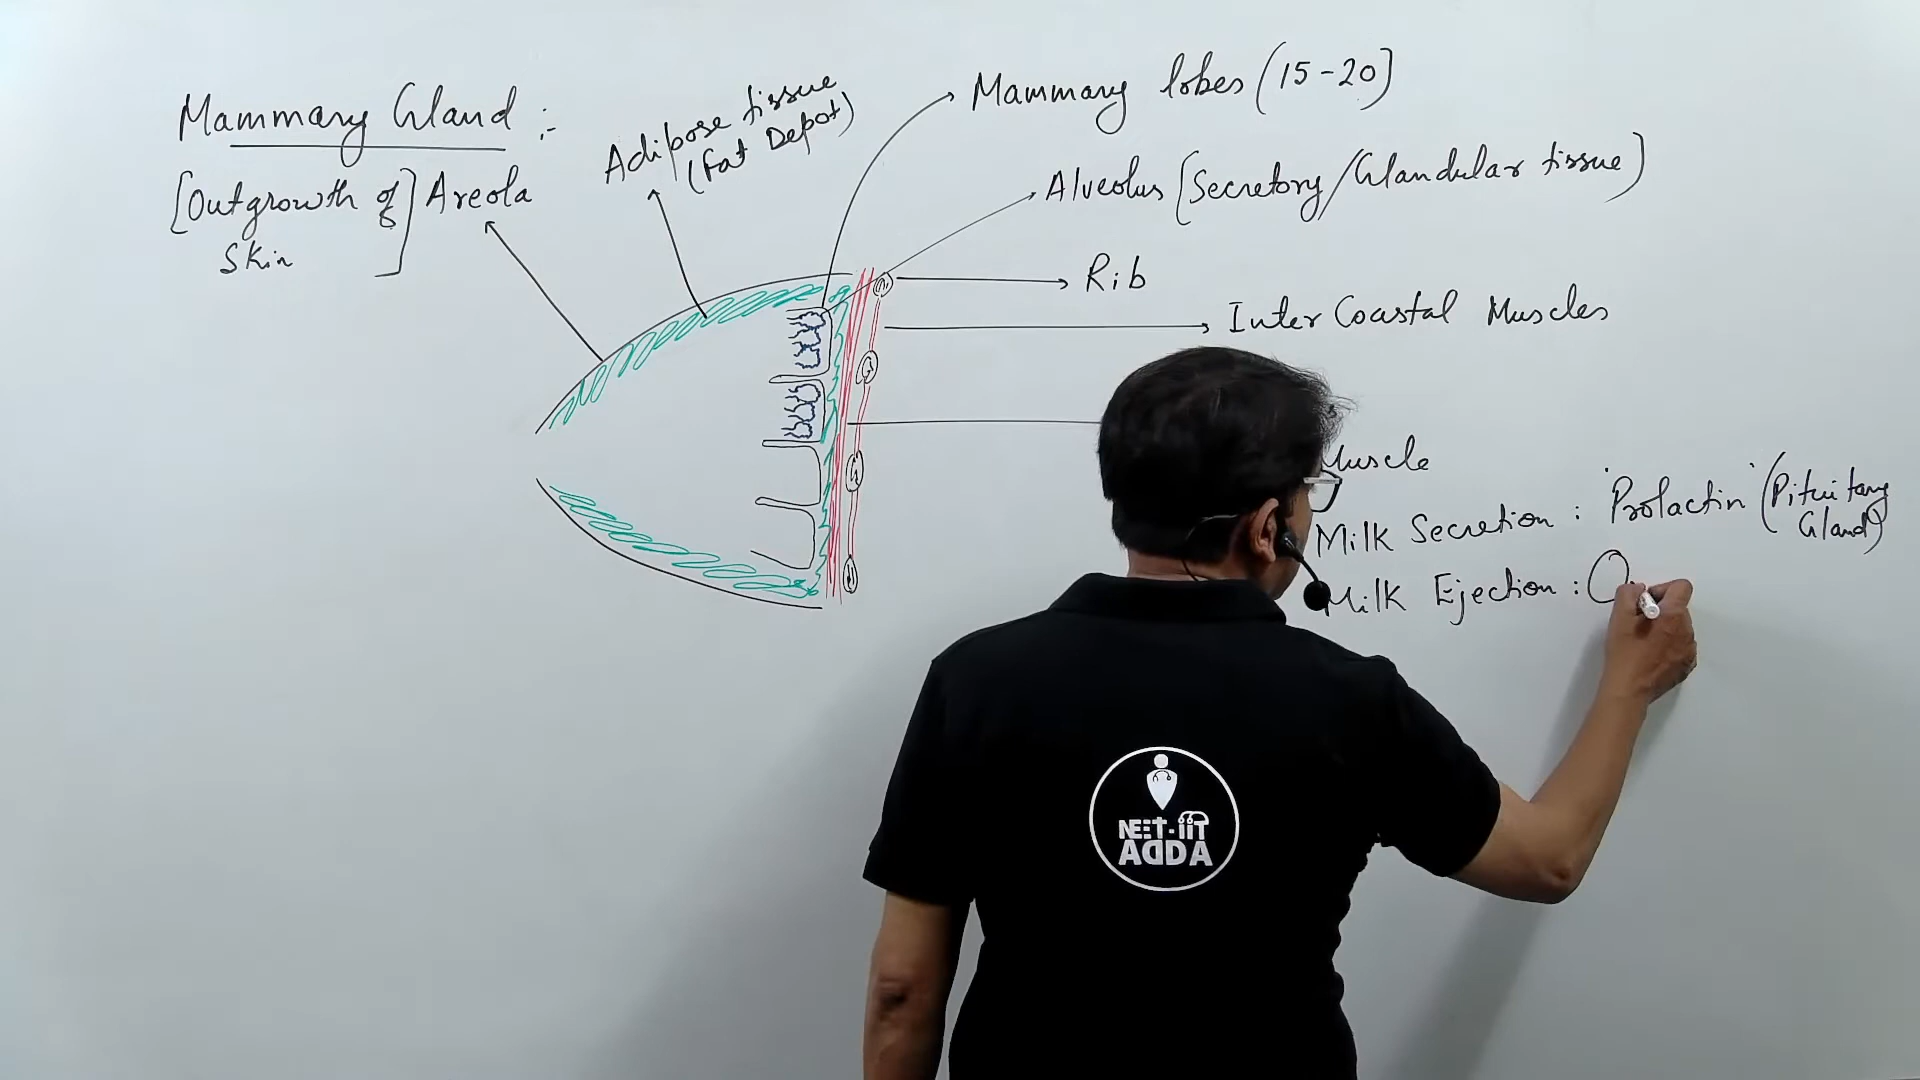 Mammary Gland :-
[Outgrowth of
Skin]
Areola
Adipose tissue
(Fat Depot)
Mammary lobes (15-20]
Alveolus [Secretory/Glandular tissue)
Rib
Inter Coastal Muscles
Muscle
Milk Secretion : 'Prolactin' (Pituitary
Gland)
Milk Ejection : O
NEET-IIT
ADDA